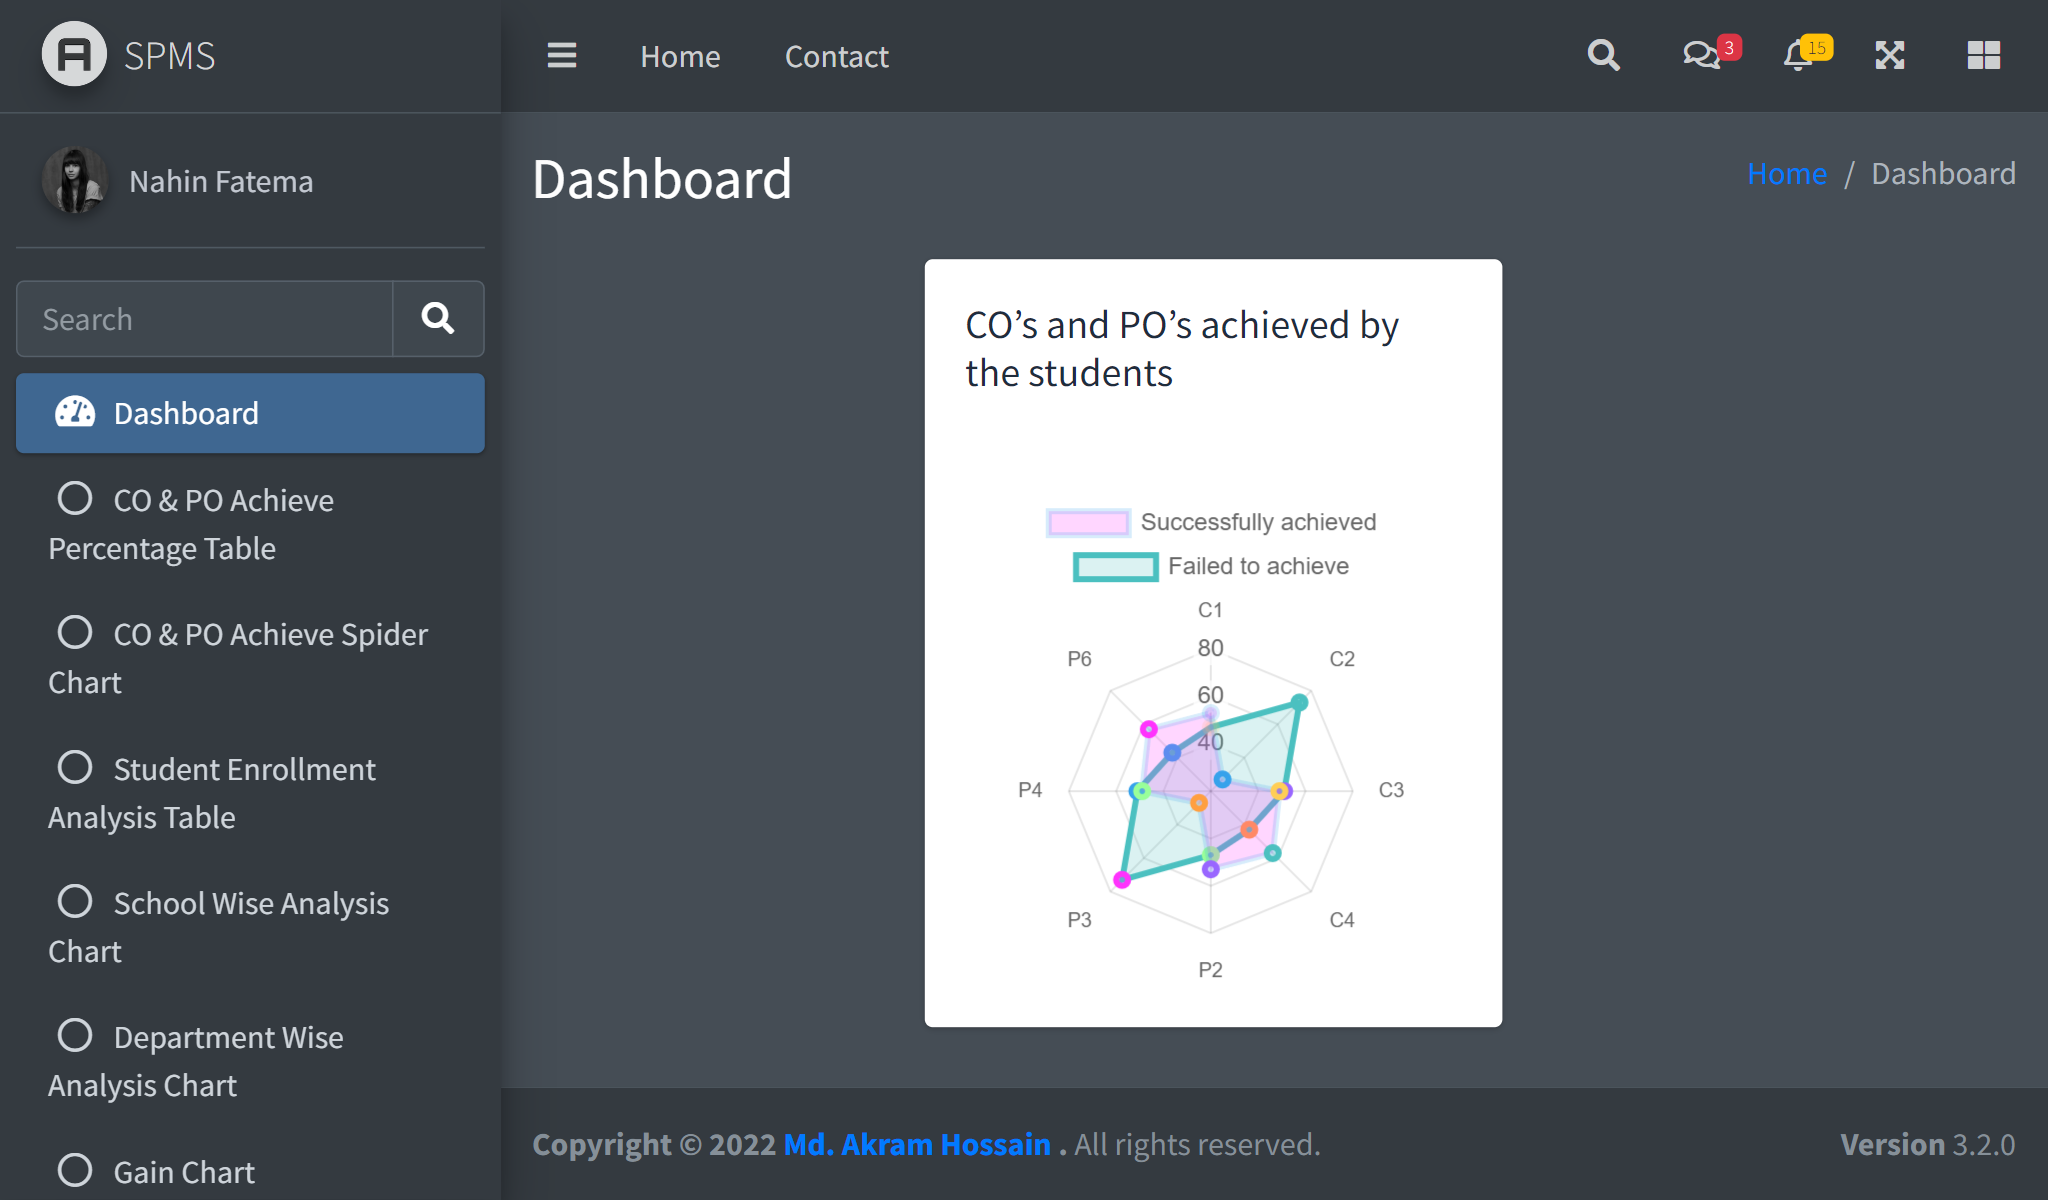 SPMS
Home
Contact
3
15
Nahin Fatema
Search
Dashboard
CO & PO Achieve
Percentage Table
CO & PO Achieve Spider
Chart
Student Enrollment
Analysis Table
School Wise Analysis
Chart
Department Wise
Analysis Chart
Gain Chart
Dashboard
Home / Dashboard
CO’s and PO’s achieved by
the students
Successfully achieved
Failed to achieve
C1
80
P6
C2
60
40
P4
C3
P3
C4
P2
Copyright © 2022 Md. Akram Hossain . All rights reserved.
Version 3.2.0